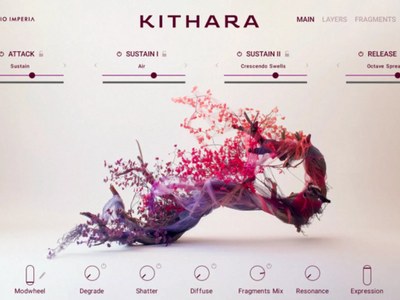 IO IMPERIA
KITHARA
MAIN LAYERS FRAGMENTS
ATTACK SUSTAIN I SUSTAIN II RELEASE
Sustain Air Crescendo Swells Octave Sprea
Modwheel Degrade Shatter Diffuse Fragments Mix Resonance Expression